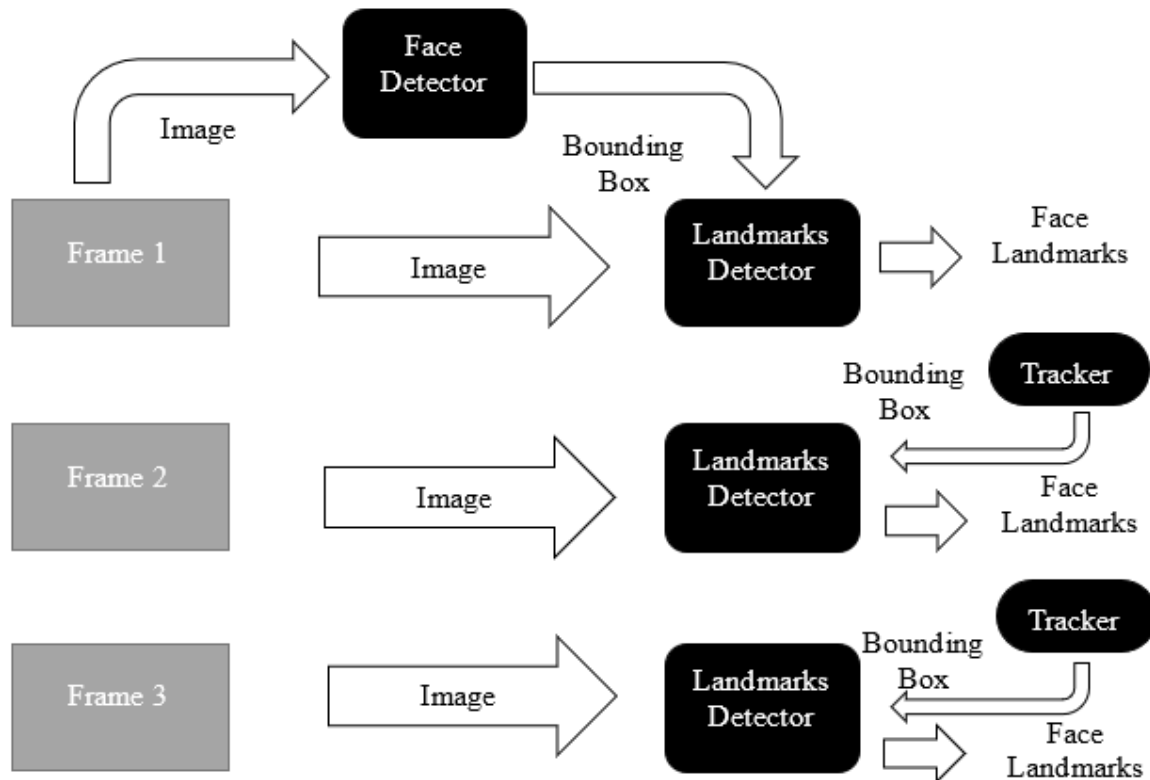 Face
Detector
Image
Bounding
Box
Frame 1
Image
Landmarks
Detector
Face
Landmarks
Tracker
Bounding
Box
Frame 2
Image
Landmarks
Detector
Face
Landmarks
Tracker
Bounding
Box
Frame 3
Image
Landmarks
Detector
Face
Landmarks